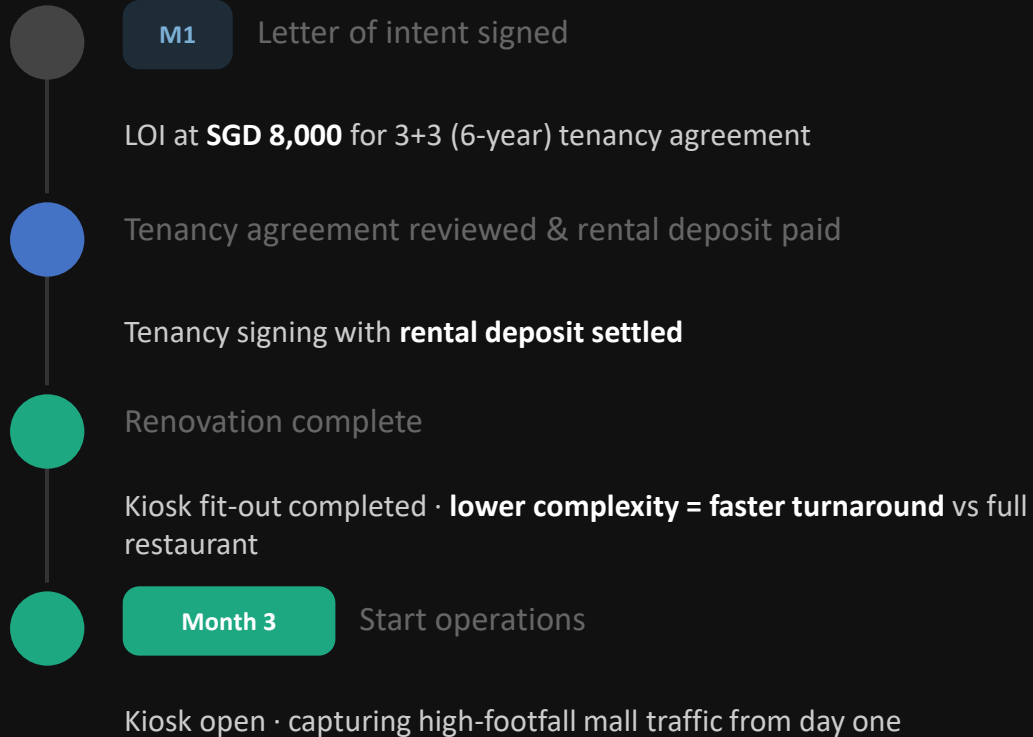 M1 Letter of intent signed
LOI at SGD 8,000 for 3+3 (6-year) tenancy agreement
Tenancy agreement reviewed & rental deposit paid
Tenancy signing with rental deposit settled
Renovation complete
Kiosk fit-out completed · lower complexity = faster turnaround vs full
restaurant
Month 3 Start operations
Kiosk open · capturing high-footfall mall traffic from day one